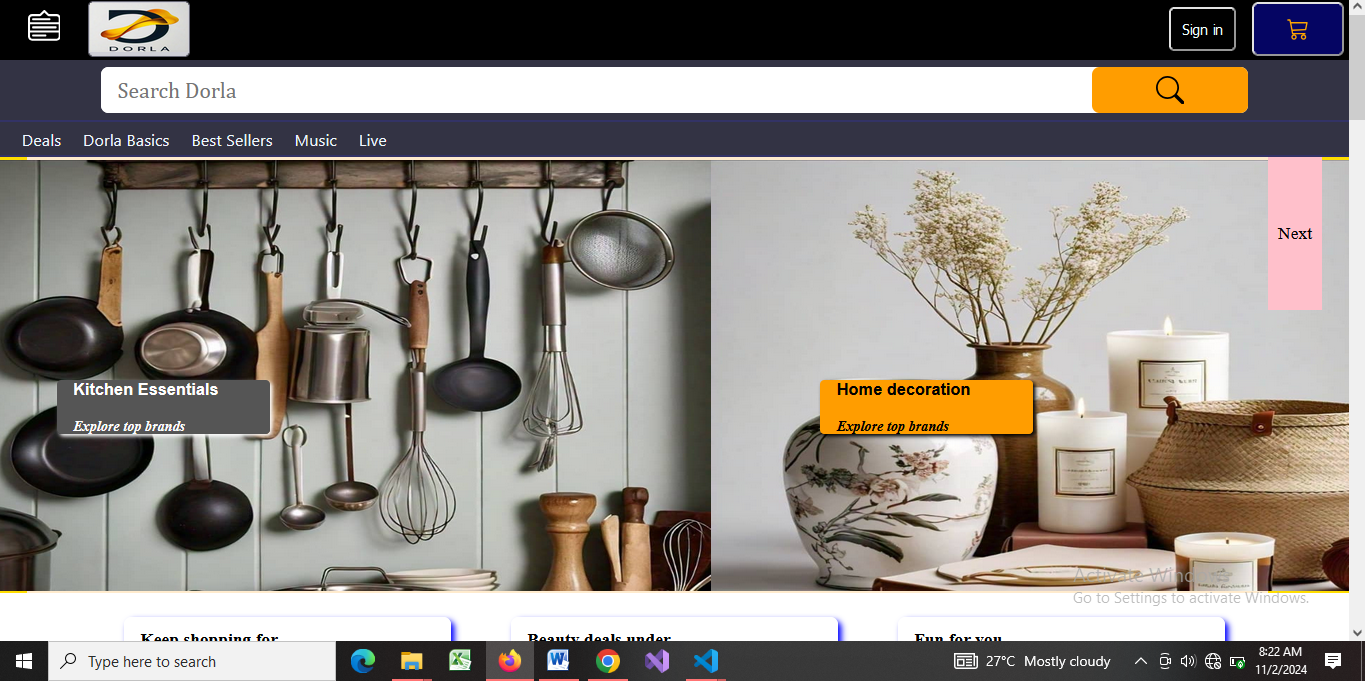 DORLA
Sign in
Search Dorla
Deals Dorla Basics Best Sellers Music Live
Next
Kitchen Essentials
Explore top brands
Home decoration
Explore top brands
Activate Windows
Go to Settings to activate Windows.
Keep shopping for
Beauty deals under
Fun for you
Type here to search
27°C Mostly cloudy
8:22 AM
11/2/2024